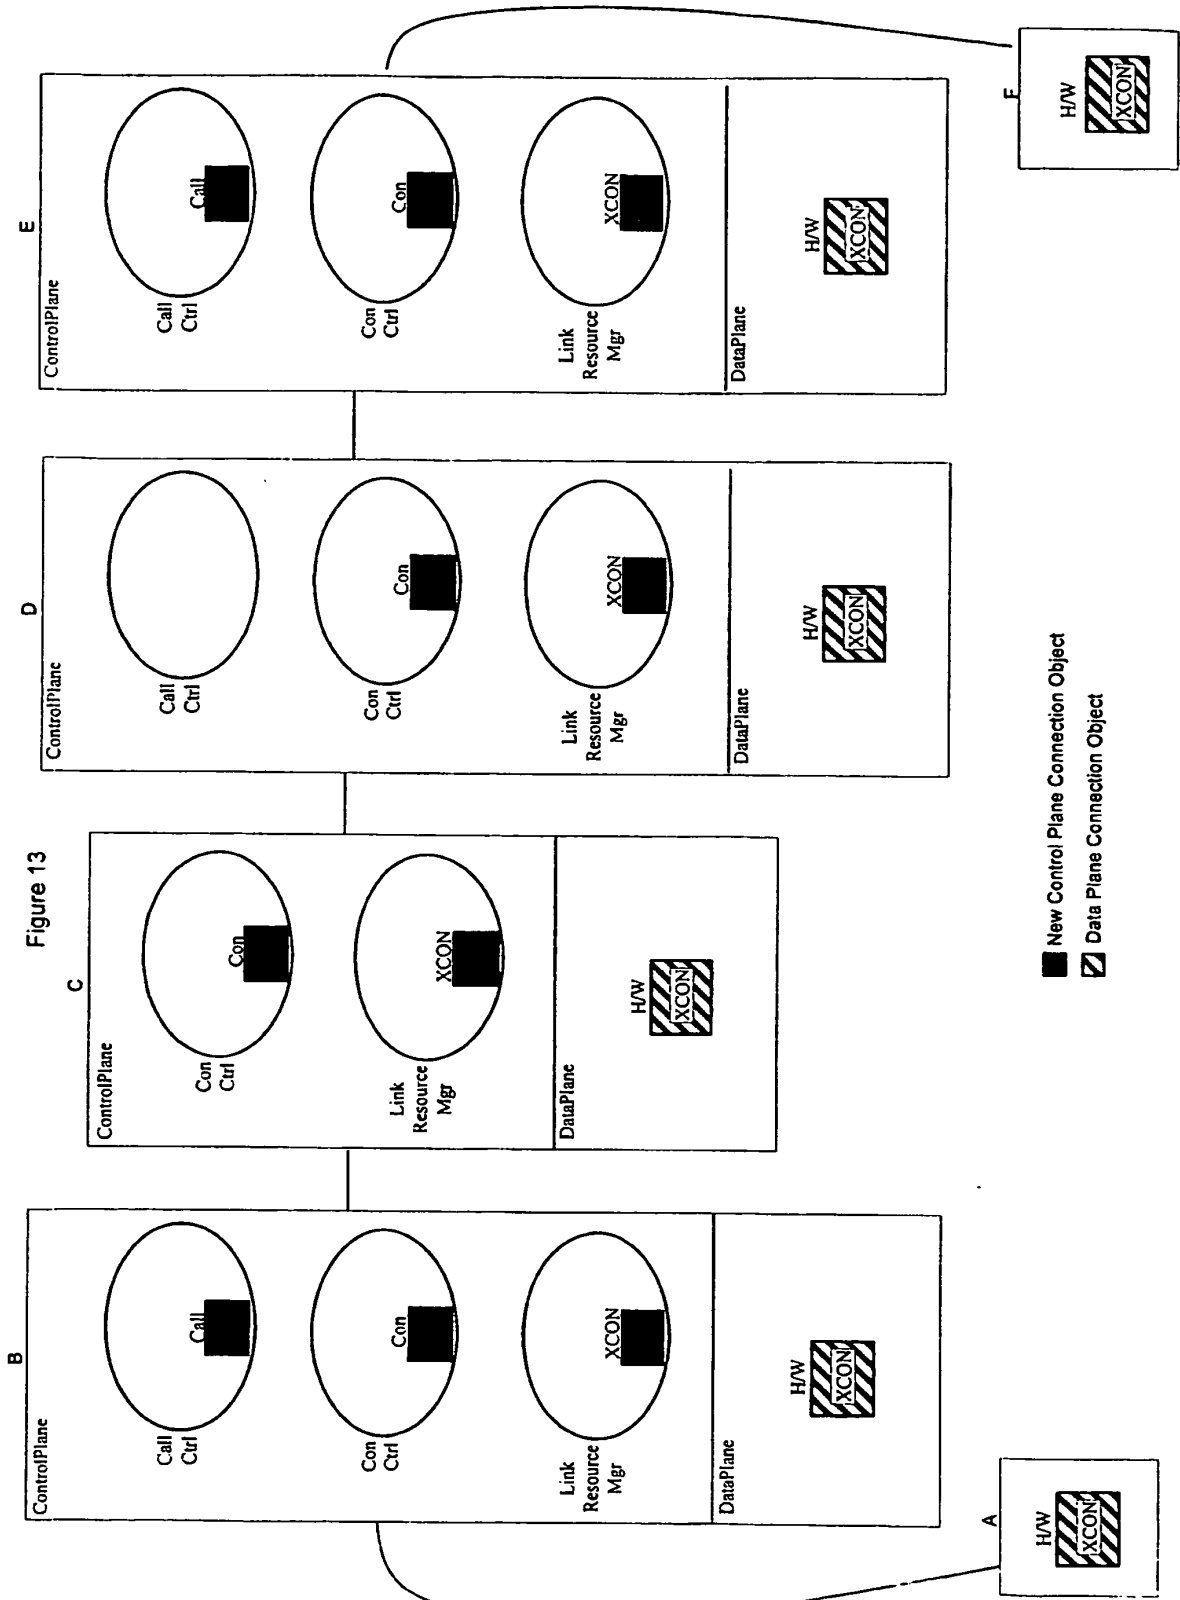 Figure 13
B
ControlPlane
Call
Ctrl
Call
Con
Ctrl
Con
Link
Resource
Mgr
XCON
DataPlane
H/W
XCON
A
H/W
XCON
C
ControlPlane
Con
Ctrl
Con
Link
Resource
Mgr
XCON
DataPlane
H/W
XCON
D
ControlPlane
Call
Ctrl
Con
Ctrl
Con
Link
Resource
Mgr
XCON
DataPlane
H/W
XCON
E
ControlPlane
Call
Ctrl
Call
Con
Ctrl
Con
Link
Resource
Mgr
XCON
DataPlane
H/W
XCON
F
H/W
XCON
New Control Plane Connection Object
Data Plane Connection Object